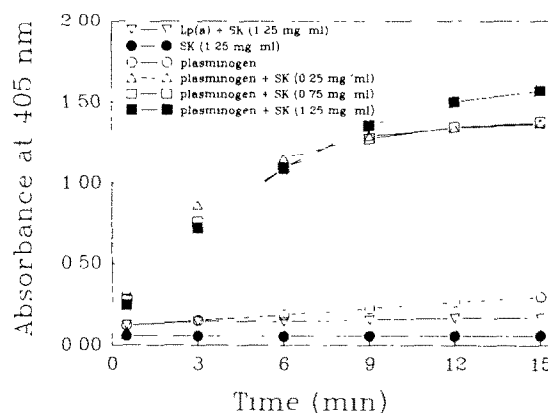 Lp(a) + SK (1 25 mg ml)
SK (1 25 mg ml)
plasminogen
plasminogen + SK (0 25 mg ml)
plasminogen + SK (0 75 mg ml)
plasminogen + SK (1 25 mg ml)
Absorbance at 405 nm
2 00
1 50
1 00
0 50
0 00
0 3 6 9 12 15
Time (min)